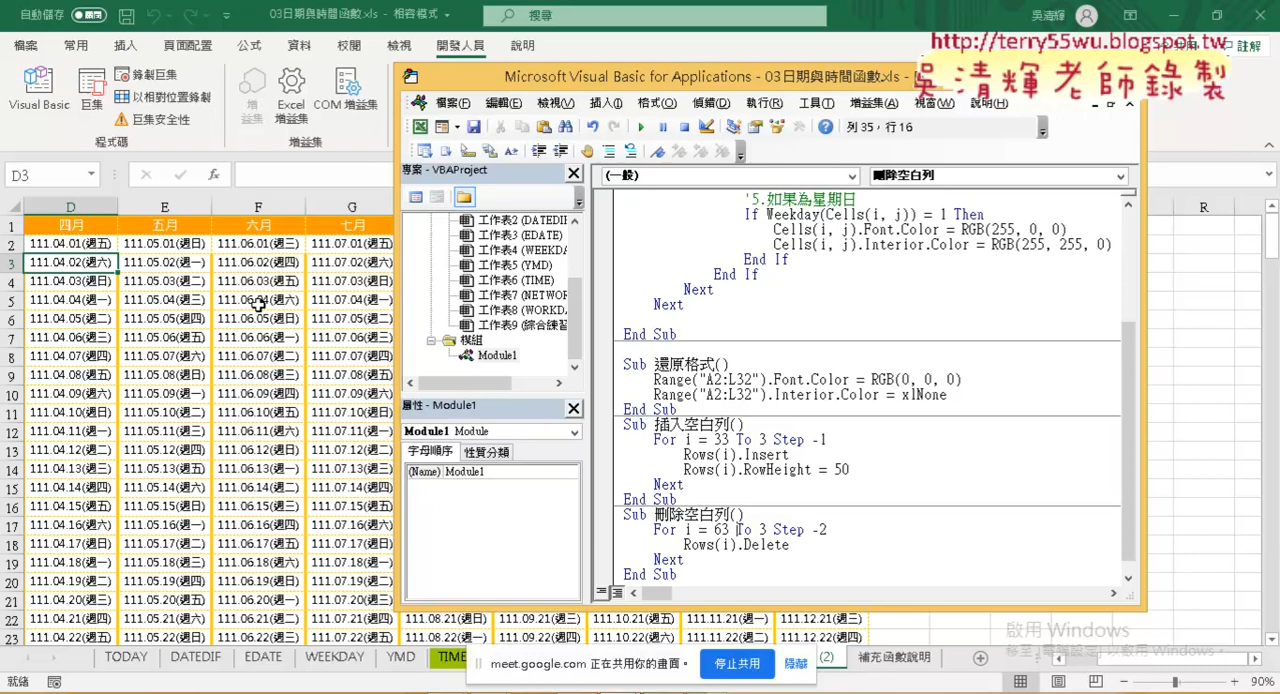 自動儲存 03日期與時間函數.xls - 相容模式 搜尋 吳清輝
http://terry55wu.blogspot.tw
吳清輝老師錄製
檔案 常用 插入 頁面配置 公式 資料 校閱 檢視 開發人員 說明 註解
Visual Basic 巨集 錄製巨集 以相對位置錄製 巨集安全性 增益集 Excel 增益集 COM 增益集
程式碼 增益集
Microsoft Visual Basic for Applications - 03日期與時間函數.xls -
檔案(F) 編輯(E) 檢視(V) 插入(I) 格式(O) 偵錯(D) 執行(R) 工具(T) 增益集(A) 視窗(W) 說明(H)
列 35，行 16
專案 - VBAProject
工作表2 (DATEDIF
工作表3 (EDATE)
工作表4 (WEEKDA
工作表5 (YMD)
工作表6 (TIME)
工作表7 (NETWOR
工作表8 (WORKDA
工作表9 (綜合練習
模組
Module1
屬性 - Module1
Module1 Module
字母順序 性質分類
(Name) Module1
(一般) 刪除空白列
'5.如果為星期日
If Weekday(Cells(i, j)) = 1 Then
Cells(i, j).Font.Color = RGB(255, 0, 0)
Cells(i, j).Interior.Color = RGB(255, 255, 0)
End If
End If
Next
Next
End Sub
Sub 還原格式()
Range("A2:L32").Font.Color = RGB(0, 0, 0)
Range("A2:L32").Interior.Color = xlNone
End Sub
Sub 插入空白列()
For i = 33 To 3 Step -1
Rows(i).Insert
Rows(i).RowHeight = 50
Next
End Sub
Sub 刪除空白列()
For i = 63 To 3 Step -2
Rows(i).Delete
Next
End Sub
D3
D E F G R
1 四月 五月 六月 七月
2 111.04.01(週五) 111.05.01(週日) 111.06.01(週三) 111.07.01(週五)
3 111.04.02(週六) 111.05.02(週一) 111.06.02(週四) 111.07.02(週六)
4 111.04.03(週日) 111.05.03(週二) 111.06.03(週五) 111.07.03(週日)
5 111.04.04(週一) 111.05.04(週三) 111.06.04(週六) 111.07.04(週一)
6 111.04.05(週二) 111.05.05(週四) 111.06.05(週日) 111.07.05(週二)
7 111.04.06(週三) 111.05.06(週五) 111.06.06(週一) 111.07.06(週三)
8 111.04.07(週四) 111.05.07(週六) 111.06.07(週二) 111.07.07(週四)
9 111.04.08(週五) 111.05.08(週日) 111.06.08(週三) 111.07.08(週五)
10 111.04.09(週六) 111.05.09(週一) 111.06.09(週四) 111.07.09(週六)
11 111.04.10(週日) 111.05.10(週二) 111.06.10(週五) 111.07.10(週日)
12 111.04.11(週一) 111.05.11(週三) 111.06.11(週六) 111.07.11(週一)
13 111.04.12(週二) 111.05.12(週四) 111.06.12(週日) 111.07.12(週二)
14 111.04.13(週三) 111.05.13(週五) 111.06.13(週一) 111.07.13(週三)
15 111.04.14(週四) 111.05.14(週六) 111.06.14(週二) 111.07.14(週四)
16 111.04.15(週五) 111.05.15(週日) 111.06.15(週三) 111.07.15(週五)
17 111.04.16(週六) 111.05.16(週一) 111.06.16(週四) 111.07.16(週六)
18 111.04.17(週日) 111.05.17(週二) 111.06.17(週五) 111.07.17(週日)
19 111.04.18(週一) 111.05.18(週三) 111.06.18(週六) 111.07.18(週一)
20 111.04.19(週二) 111.05.19(週四) 111.06.19(週日) 111.07.19(週二)
21 111.04.20(週三) 111.05.20(週五) 111.06.20(週一) 111.07.20(週三)
22 111.04.21(週四) 111.05.21(週六) 111.06.21(週二) 111.07.21(週四) 111.08.21(週日) 111.09.21(週三) 111.10.21(週五) 111.11.21(週一) 111.12.21(週三)
23 111.04.22(週五) 111.05.22(週日) 111.06.22(週三) 111.07.22(週五) 111.08.22(週一) 111.09.22(週四) 111.10.22(週六) 111.11.22(週二) 111.12.22(週四)
啟用 Windows
TODAY DATEDIF EDATE WEEKDAY YMD TIME (2) 補充函數說明
meet.google.com 正在共用你的畫面。 停止共用 隱藏
就緒 90%